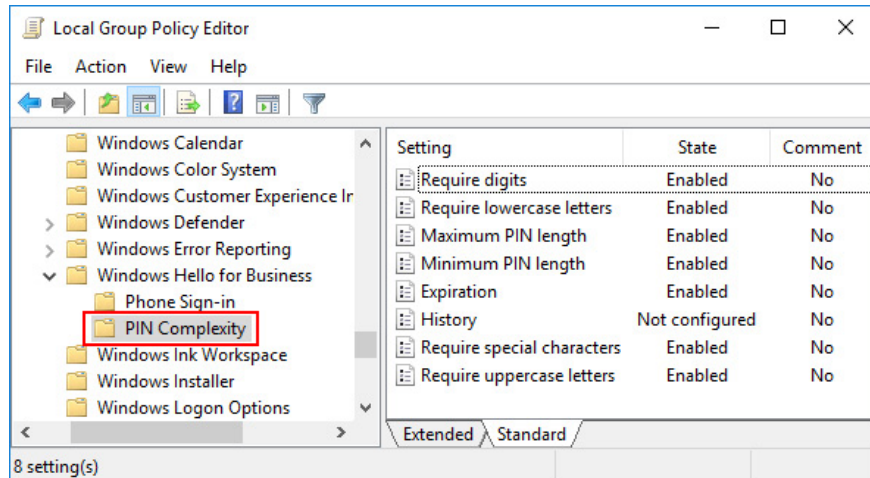 Local Group Policy Editor
File Action View Help
Windows Calendar
Windows Color System
Windows Customer Experience Ir
Windows Defender
Windows Error Reporting
Windows Hello for Business
Phone Sign-in
PIN Complexity
Windows Ink Workspace
Windows Installer
Windows Logon Options
Setting State Comment
Require digits Enabled No
Require lowercase letters Enabled No
Maximum PIN length Enabled No
Minimum PIN length Enabled No
Expiration Enabled No
History Not configured No
Require special characters Enabled No
Require uppercase letters Enabled No
Extended Standard
8 setting(s)